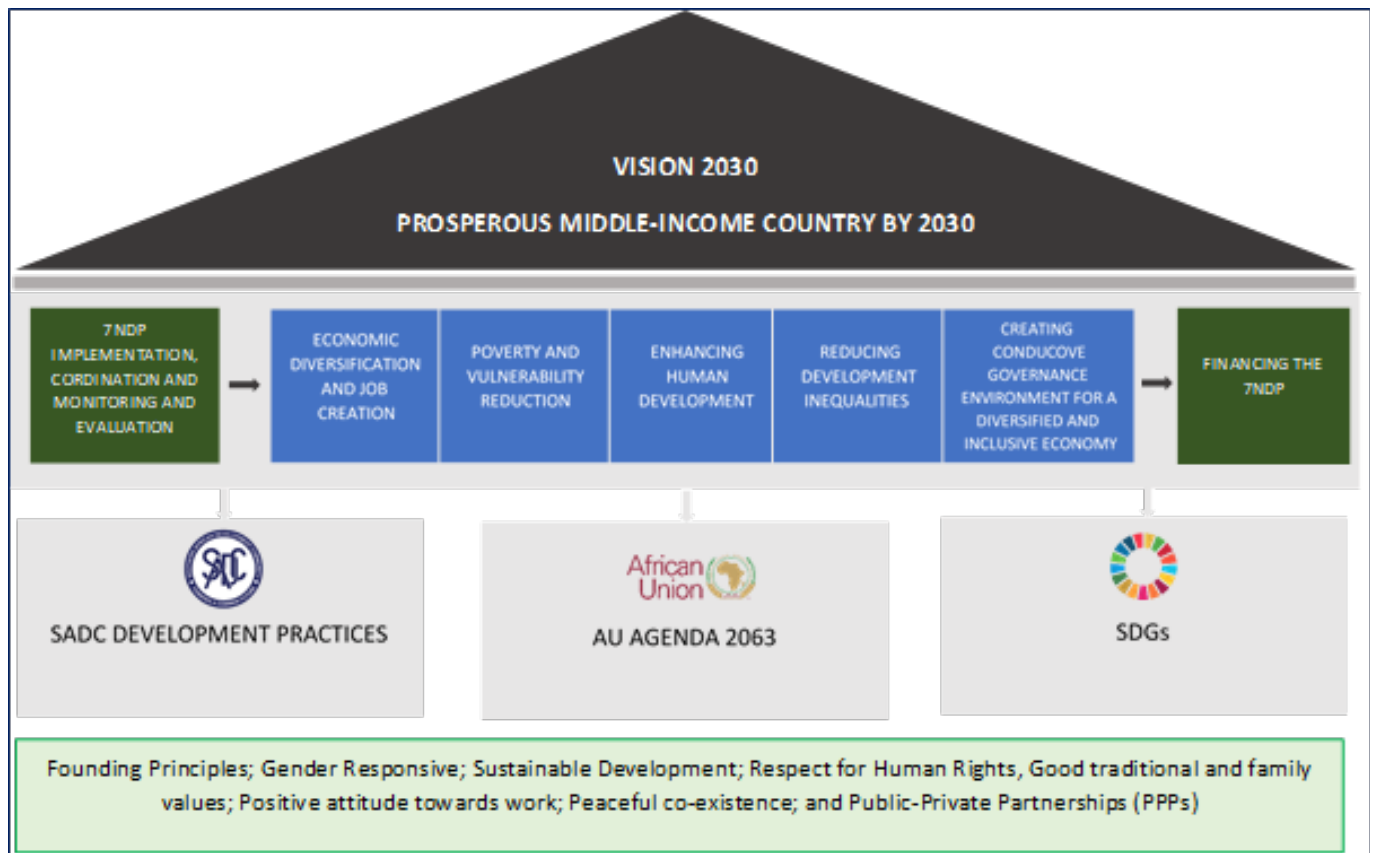 VISION 2030
PROSPEROUS MIDDLE-INCOME COUNTRY BY 2030
7NDP
IMPLEMENTATION,
CORDINATION AND
MONITORING AND
EVALUATION
ECONOMIC
DIVERSIFICATION
AND JOB
CREATION
POVERTY AND
VULNERABILITY
REDUCTION
ENHANCING
HUMAN
DEVELOPMENT
REDUCING
DEVELOPMENT
INEQUALITIES
CREATING
CONDUCOVE
GOVERNANCE
ENVIRONMENT FOR A
DIVERSIFIED AND
INCLUSIVE ECONOMY
FINANCING THE
7NDP
SADC
SADC DEVELOPMENT PRACTICES
African
Union
AU AGENDA 2063
SDGs
Founding Principles; Gender Responsive; Sustainable Development; Respect for Human Rights, Good traditional and family
values; Positive attitude towards work; Peaceful co-existence; and Public-Private Partnerships (PPPs)